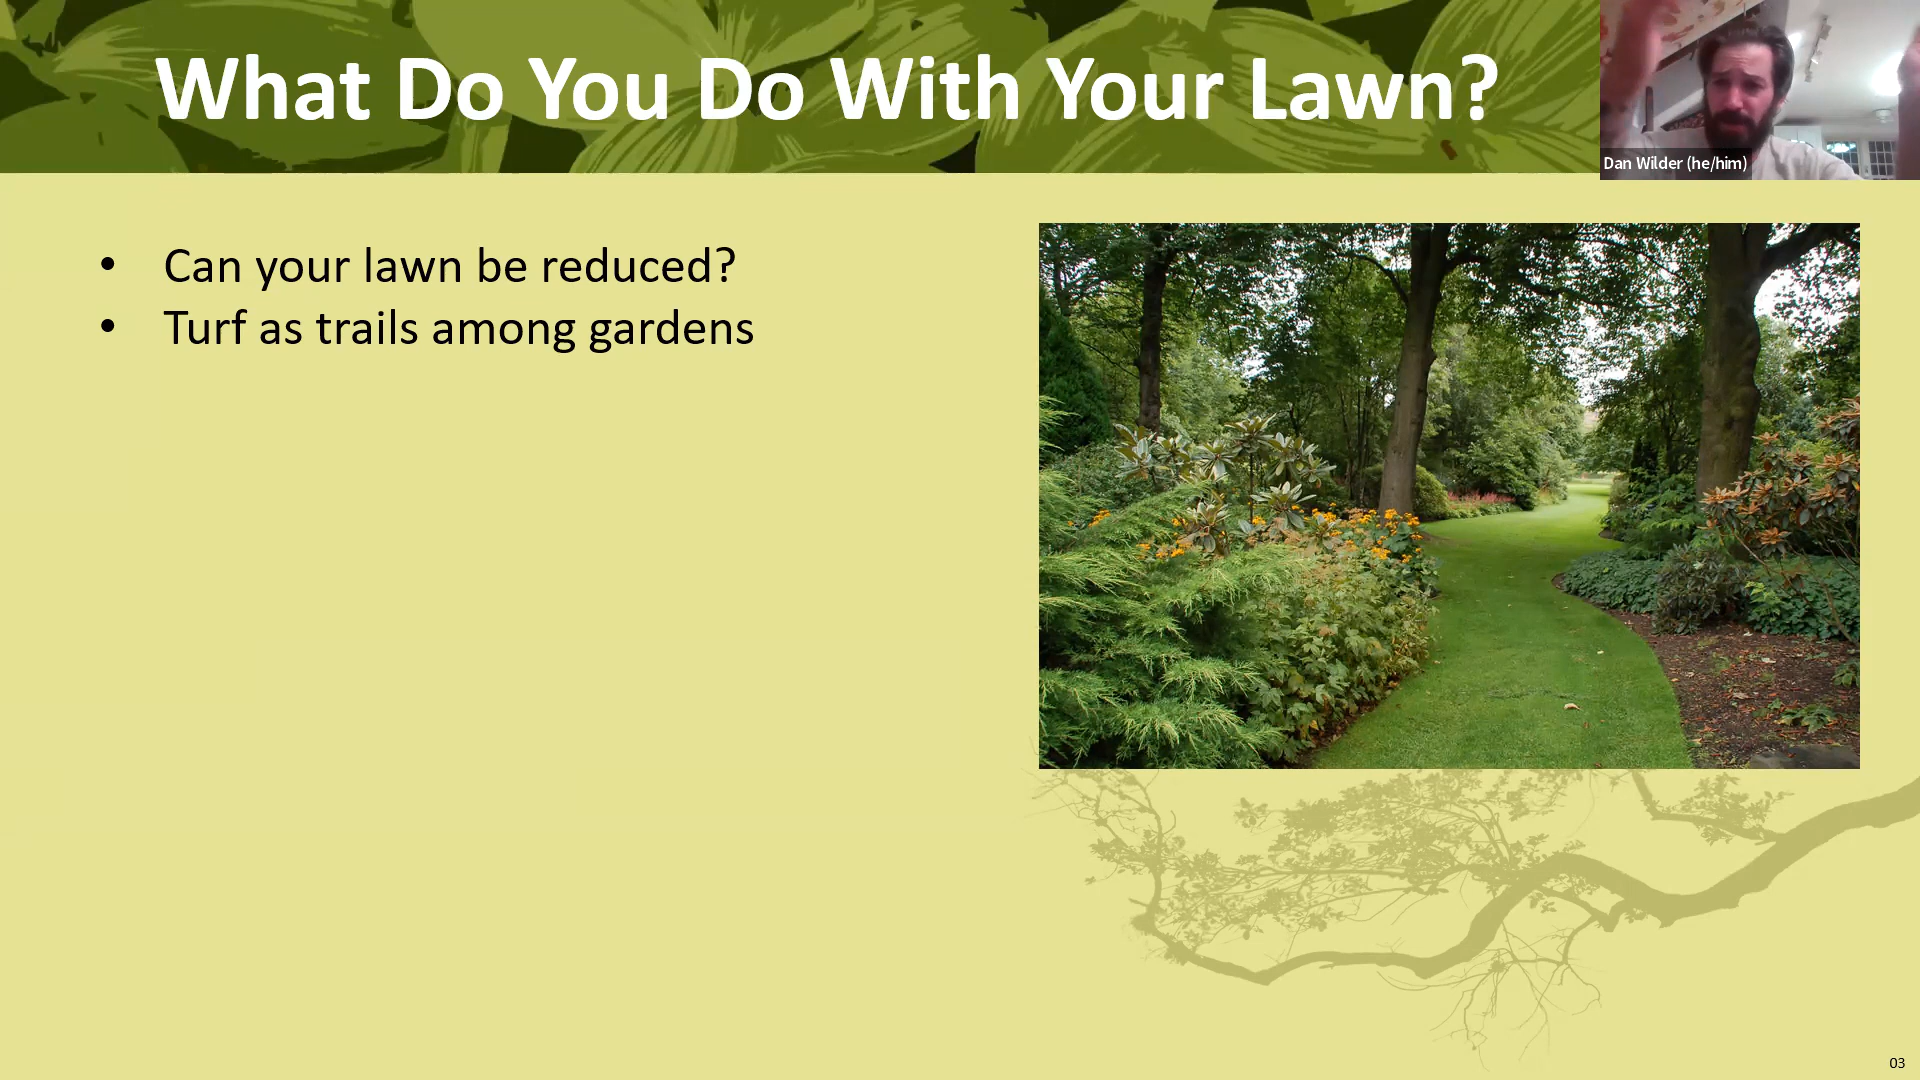 What Do You Do With Your Lawn?
Dan Wilder (he/him)
• Can your lawn be reduced?
• Turf as trails among gardens
03